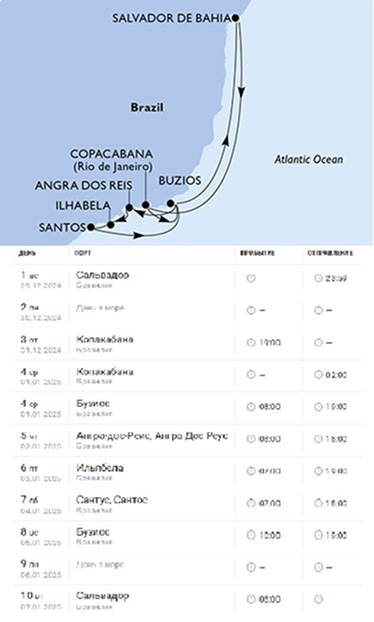 SALVADOR DE BAHIA
Brazil
COPACABANA
(Rio de Janeiro)
BUZIOS
Atlantic Ocean
ANGRA DOS REIS
ILHABELA
SANTOS
ДЕНЬ ПОРТ ПРИБЫТИЕ ОТПРАВЛЕНИЕ
1 вс Сальвадор 23:59
29.12.2024 Бразилия
2 пн День в море – –
30.12.2024
3 вт Копакабана 19:00 –
31.12.2024 Бразилия
4 ср Копакабана – 02:00
01.01.2025 Бразилия
4 ср Бузиос 08:00 19:00
01.01.2025 Бразилия
5 чт Ангра-дос-Реис, Ангра Дос Реус 08:00 18:00
02.01.2025 Бразилия
6 пт Ильябела 07:00 19:00
03.01.2025 Бразилия
7 сб Сантус, Сантос 07:00 18:00
04.01.2025 Бразилия
8 вс Бузиос 10:00 19:00
05.01.2025 Бразилия
9 пн День в море – –
06.01.2025
10 вт Сальвадор 08:00
07.01.2025 Бразилия